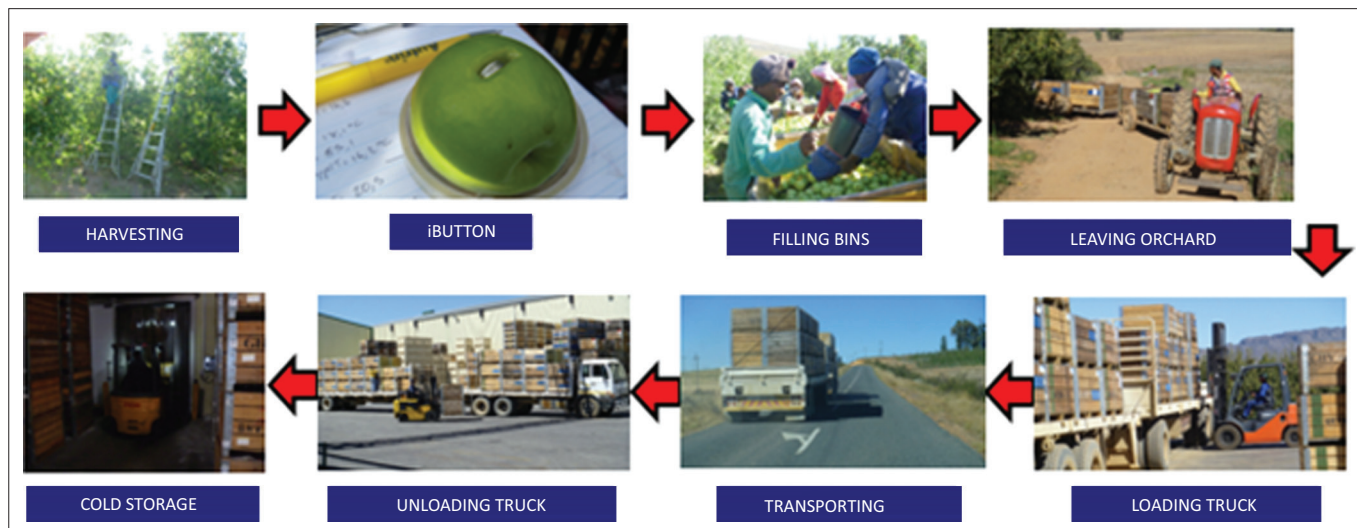 HARVESTING
iBUTTON
FILLING BINS
LEAVING ORCHARD
COLD STORAGE
UNLOADING TRUCK
TRANSPORTING
LOADING TRUCK